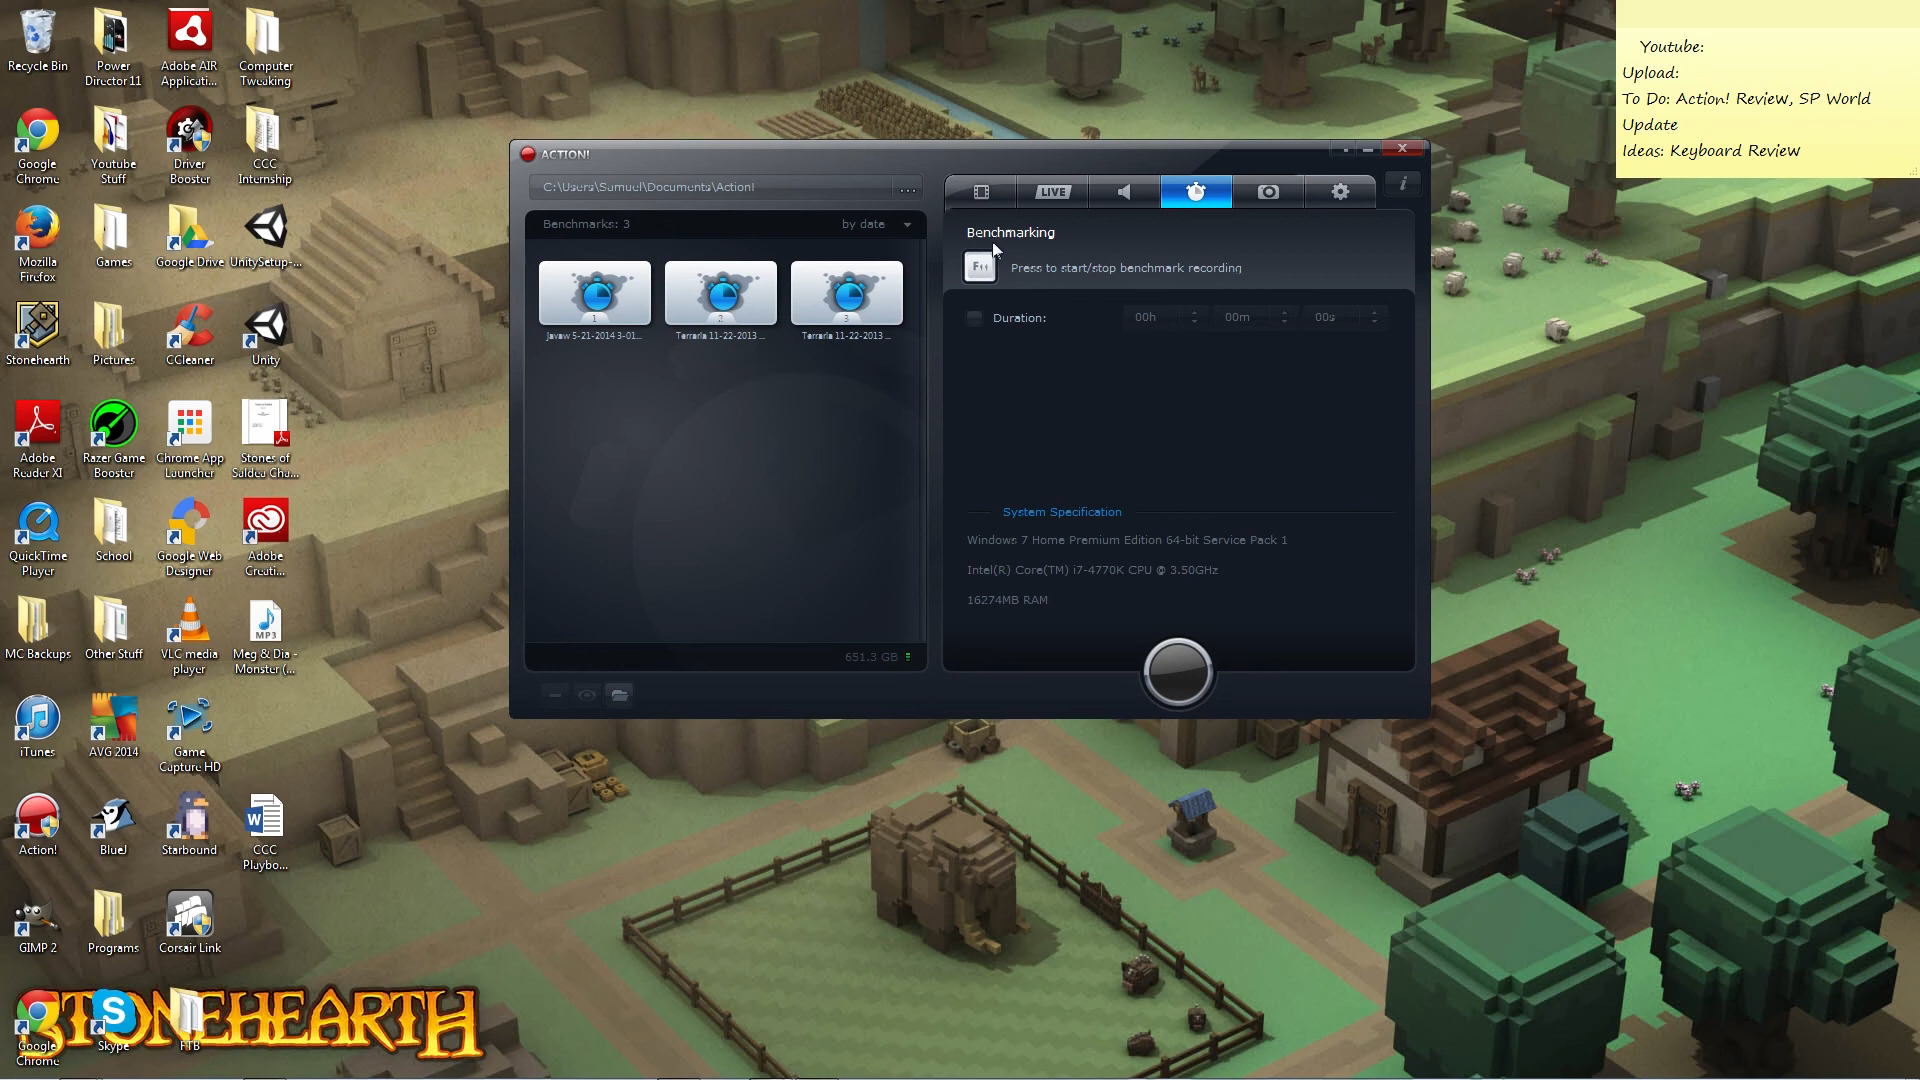 Recycle Bin
Power
Director 11
Adobe AIR
Applicati...
Computer
Tweaking
Google
Chrome
Youtube
Stuff
Driver
Booster
CCC
Internship
Mozilla
Firefox
Games
Google Drive
UnitySetup-...
Stonehearth
Pictures
CCleaner
Unity
Adobe
Reader XI
Razer Game
Booster
Chrome App
Launcher
Stones of
Saldea Cha...
QuickTime
Player
School
Google Web
Designer
Adobe
Creati...
MC Backups
Other Stuff
VLC media
player
MP3
Meg & Dia -
Monster (...
iTunes
AVG 2014
Game
Capture HD
Action!
BlueJ
Starbound
CCC
Playbo...
GIMP 2
Programs
Corsair Link
Google
Chrome
Skype
FTB
STONEHEARTH
ACTION!
C:\Users\Samuel\Documents\Action!
...
Benchmarks: 3
by date
1
2
3
Javaw 5-21-2014 3-01...
Terraria 11-22-2013 ...
Terraria 11-22-2013 ...
651.3 GB
LIVE
i
Benchmarking
Press to start/stop benchmark recording
Duration:
00h
00m
00s
System Specification
Windows 7 Home Premium Edition 64-bit Service Pack 1
Intel(R) Core(TM) i7-4770K CPU @ 3.50GHz
16274MB RAM
Youtube:
Upload:
To Do: Action! Review, SP World
Update
Ideas: Keyboard Review